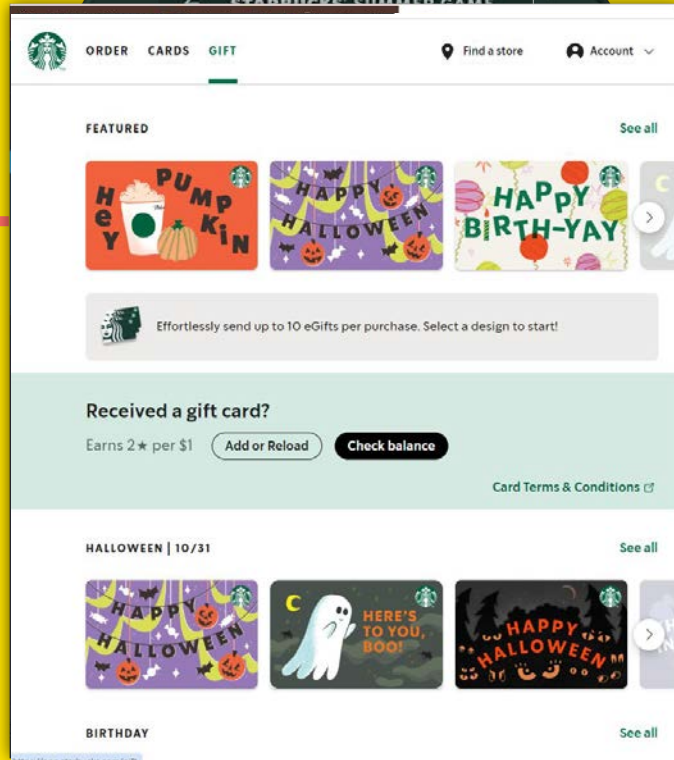 STARBUCKS® SUMMER GAME
ORDER CARDS GIFT Find a store Account
FEATURED See all
HEY PUMPKIN
HAPPY
HALLOWEEN
HAPPY
BIRTH-YAY
Effortlessly send up to 10 eGifts per purchase. Select a design to start!
Received a gift card?
Earns 2★ per $1 Add or Reload Check balance
Card Terms & Conditions
HALLOWEEN | 10/31 See all
HAPPY
HALLOWEEN
HERE'S
TO YOU,
BOO!
HAPPY
HALLOWEEN
BIRTHDAY See all